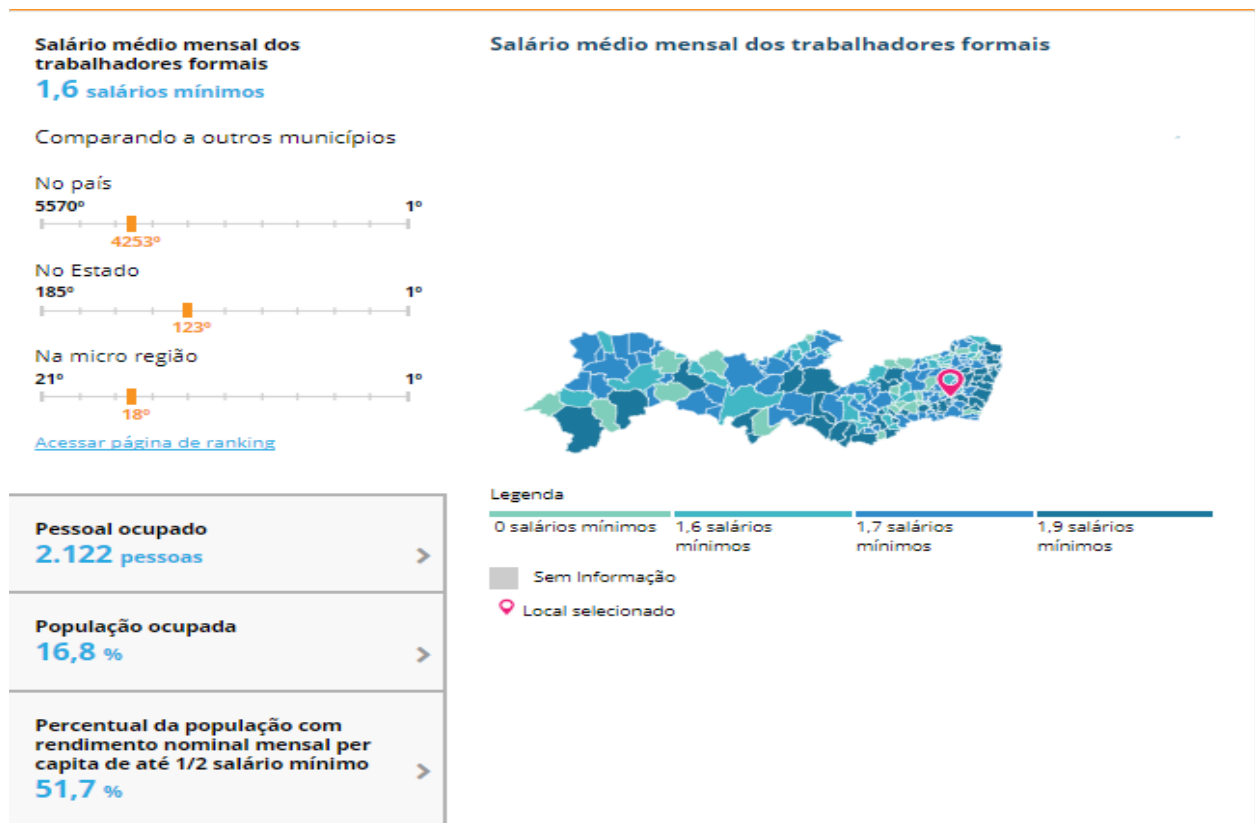 Salário médio mensal dos
trabalhadores formais
1,6 salários mínimos
Comparando a outros municípios
No país
5570º 1º
4253º
No Estado
185º 1º
123º
Na micro região
21º 1º
18º
Acessar página de ranking
Pessoal ocupado
2.122 pessoas
População ocupada
16,8 %
Percentual da população com
rendimento nominal mensal per
capita de até 1/2 salário mínimo
51,7 %
Salário médio mensal dos trabalhadores formais
Legenda
0 salários mínimos 1,6 salários 1,7 salários 1,9 salários
mínimos mínimos mínimos
Sem Informação
Local selecionado